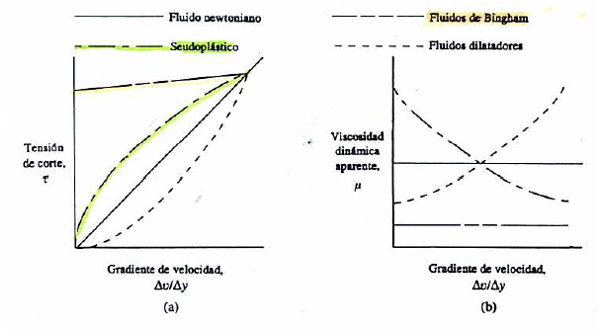 Fluido newtoniano
Seudoplástico
Fluidos de Bingham
Fluidos dilatadores
Tensión
de corte,
τ
Gradiente de velocidad,
Δv/Δy
(a)
Viscosidad
dinámica
aparente,
μ
Gradiente de velocidad,
Δv/Δy
(b)